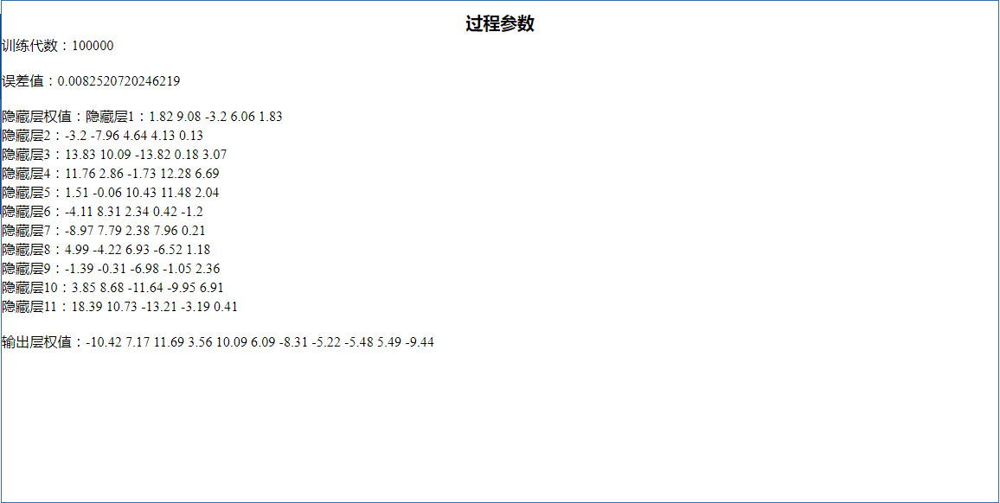 过程参数
训练代数：100000
误差值：0.0082520720246219
隐藏层权值：隐藏层1：1.82 9.08 -3.2 6.06 1.83
隐藏层2：-3.2 -7.96 4.64 4.13 0.13
隐藏层3：13.83 10.09 -13.82 0.18 3.07
隐藏层4：11.76 2.86 -1.73 12.28 6.69
隐藏层5：1.51 -0.06 10.43 11.48 2.04
隐藏层6：-4.11 8.31 2.34 0.42 -1.2
隐藏层7：-8.97 7.79 2.38 7.96 0.21
隐藏层8：4.99 -4.22 6.93 -6.52 1.18
隐藏层9：-1.39 -0.31 -6.98 -1.05 2.36
隐藏层10：3.85 8.68 -11.64 -9.95 6.91
隐藏层11：18.39 10.73 -13.21 -3.19 0.41
输出层权值：-10.42 7.17 11.69 3.56 10.09 6.09 -8.31 -5.22 -5.48 5.49 -9.44